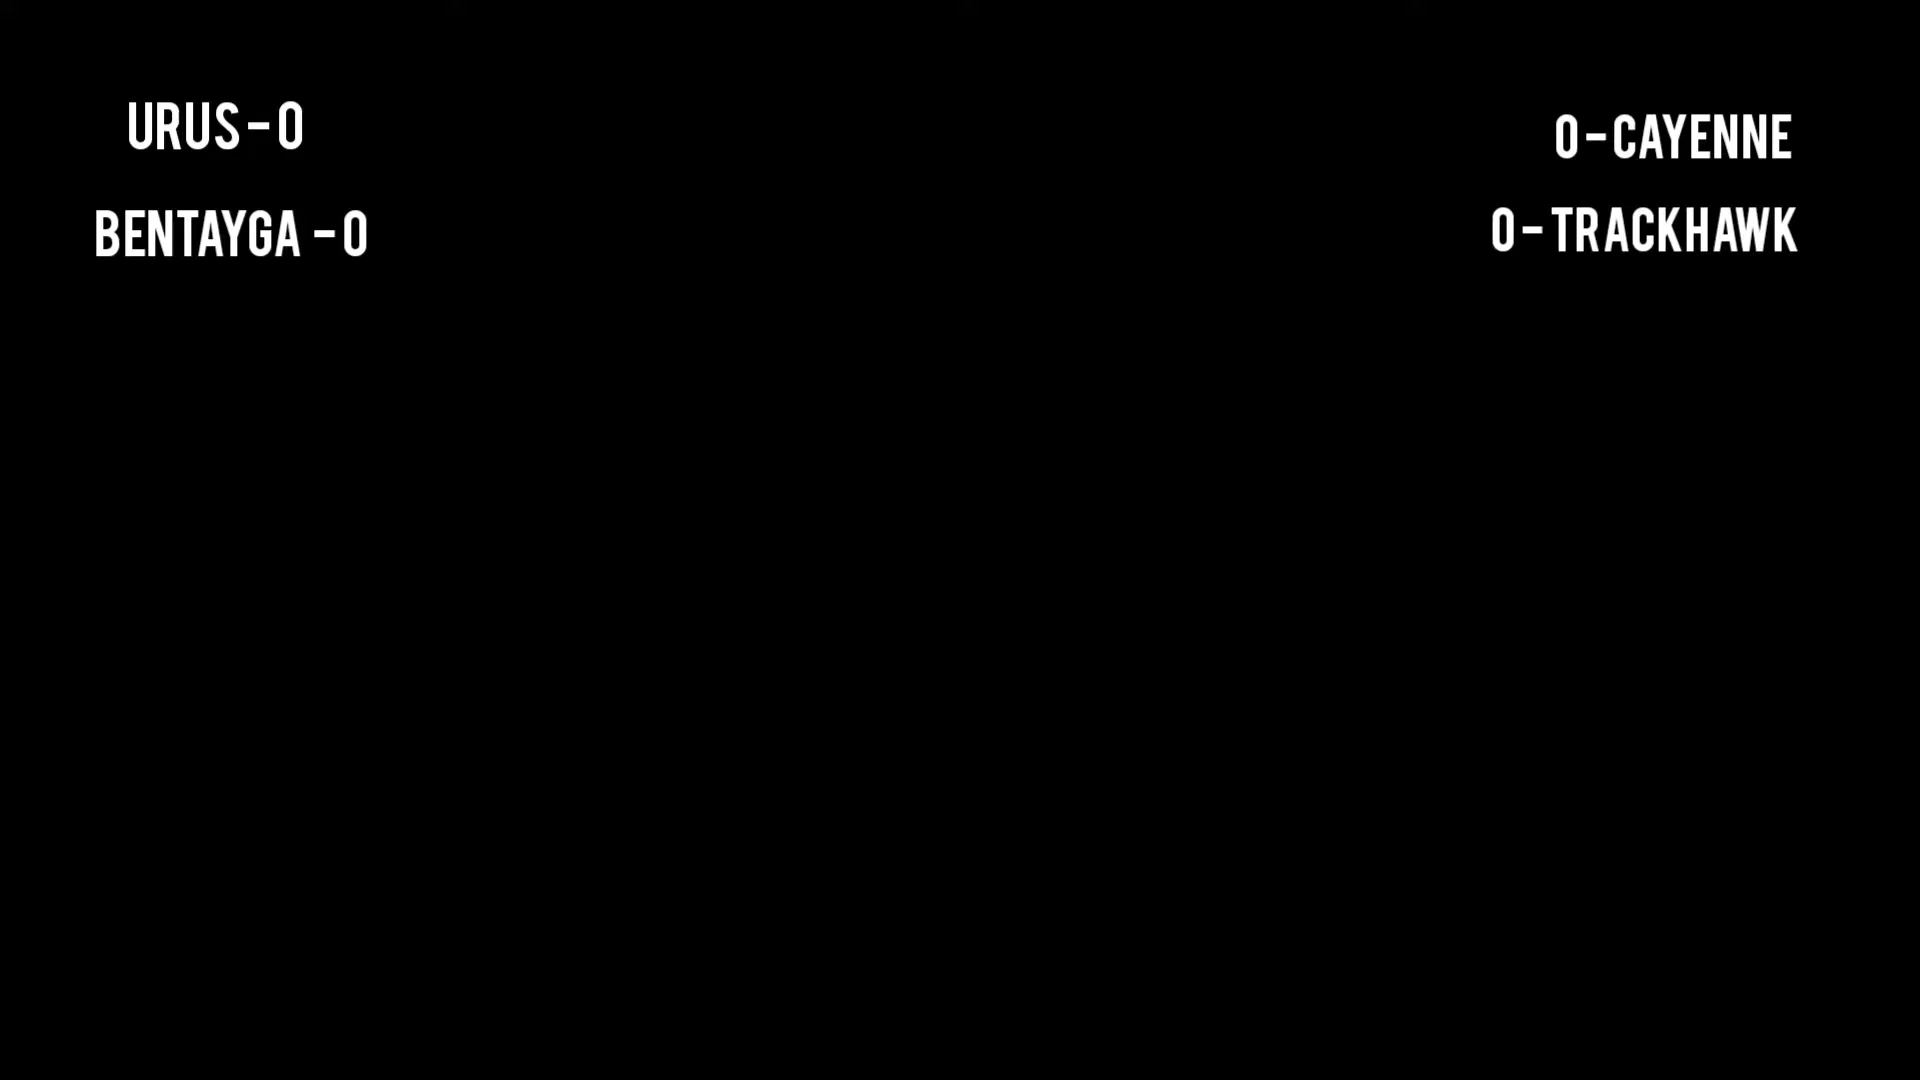 URUS - 0
0 - CAYENNE
BENTAYGA - 0
0 - TRACKHAWK